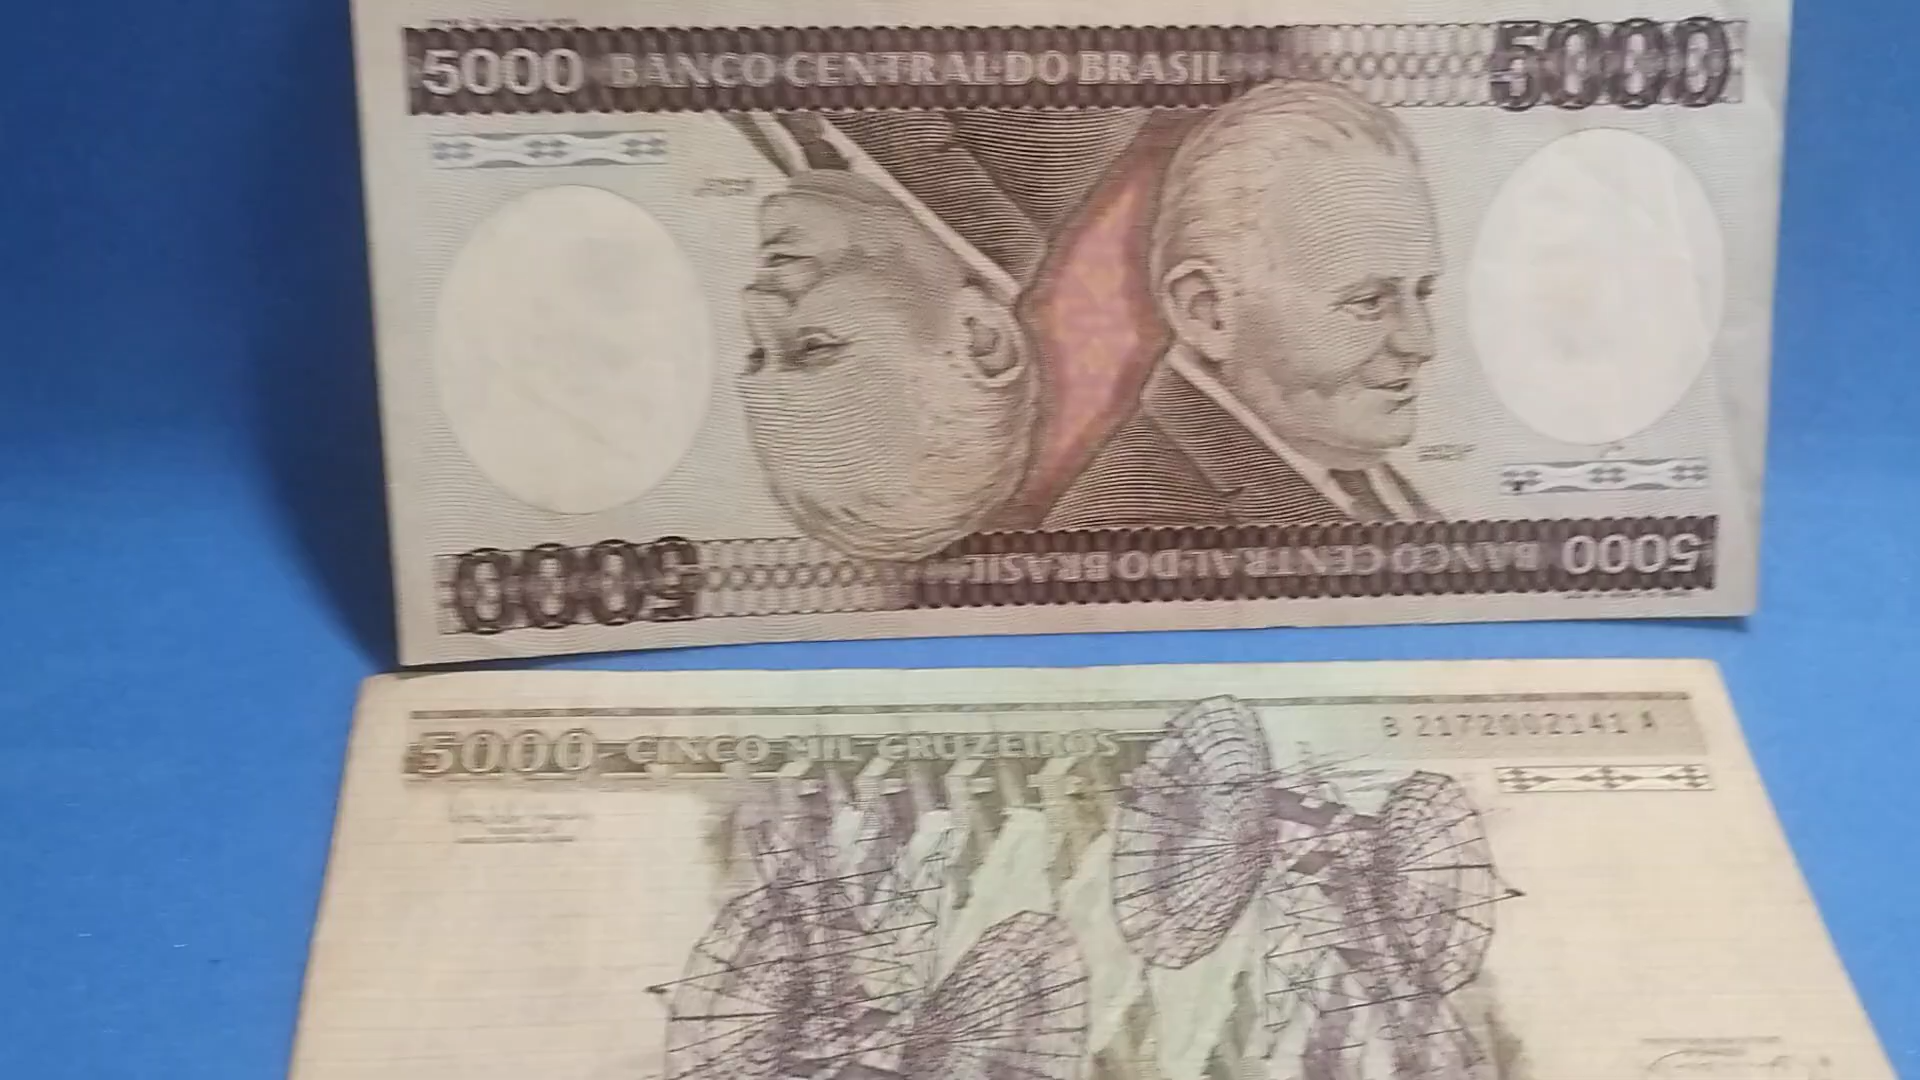 5000 BANCO CENTRAL DO BRASIL 5000
5000 BANCO CENTRAL DO BRASIL 5000
5000 CINCO MIL CRUZEIROS B 2172002141 A